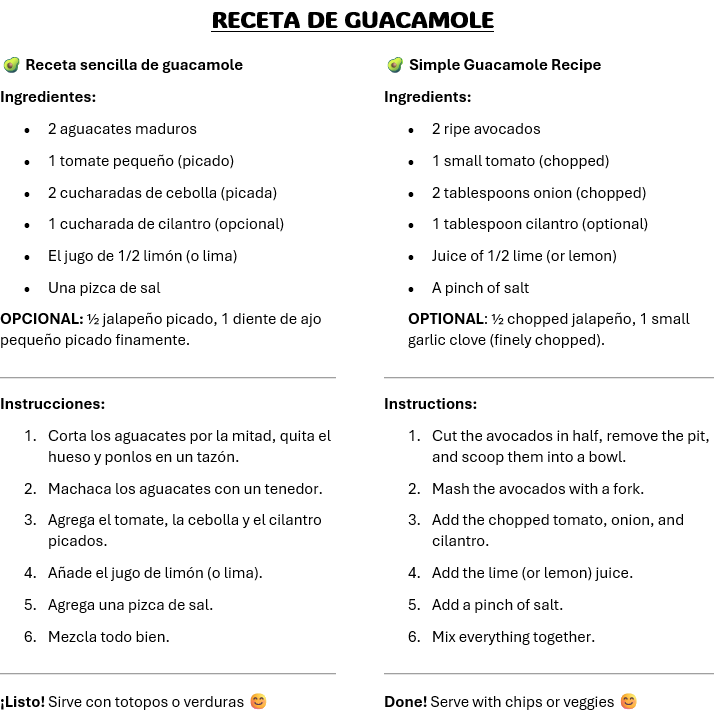 RECETA DE GUACAMOLE
🥑 Receta sencilla de guacamole
Ingredientes:
• 2 aguacates maduros
• 1 tomate pequeño (picado)
• 2 cucharadas de cebolla (picada)
• 1 cucharada de cilantro (opcional)
• El jugo de 1/2 limón (o lima)
• Una pizca de sal
OPCIONAL: ½ jalapeño picado, 1 diente de ajo
pequeño picado finamente.
Instrucciones:
1. Corta los aguacates por la mitad, quita el
hueso y ponlos en un tazón.
2. Machaca los aguacates con un tenedor.
3. Agrega el tomate, la cebolla y el cilantro
picados.
4. Añade el jugo de limón (o lima).
5. Agrega una pizca de sal.
6. Mezcla todo bien.
¡Listo! Sirve con totopos o verduras 😊
🥑 Simple Guacamole Recipe
Ingredients:
• 2 ripe avocados
• 1 small tomato (chopped)
• 2 tablespoons onion (chopped)
• 1 tablespoon cilantro (optional)
• Juice of 1/2 lime (or lemon)
• A pinch of salt
OPTIONAL: ½ chopped jalapeño, 1 small
garlic clove (finely chopped).
Instructions:
1. Cut the avocados in half, remove the pit,
and scoop them into a bowl.
2. Mash the avocados with a fork.
3. Add the chopped tomato, onion, and
cilantro.
4. Add the lime (or lemon) juice.
5. Add a pinch of salt.
6. Mix everything together.
Done! Serve with chips or veggies 😊